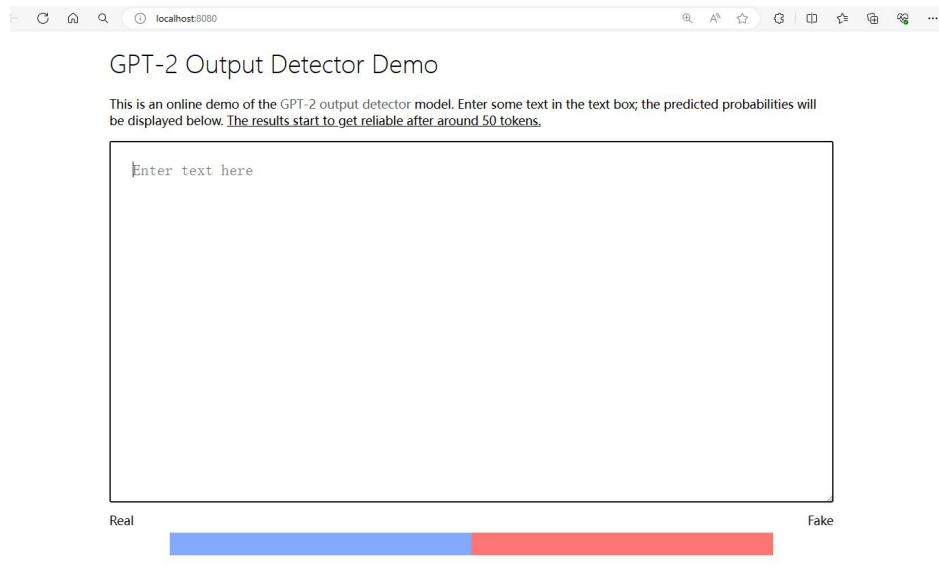 localhost:8080
GPT-2 Output Detector Demo
This is an online demo of the GPT-2 output detector model. Enter some text in the text box; the predicted probabilities will
be displayed below. The results start to get reliable after around 50 tokens.
Enter text here
Real Fake